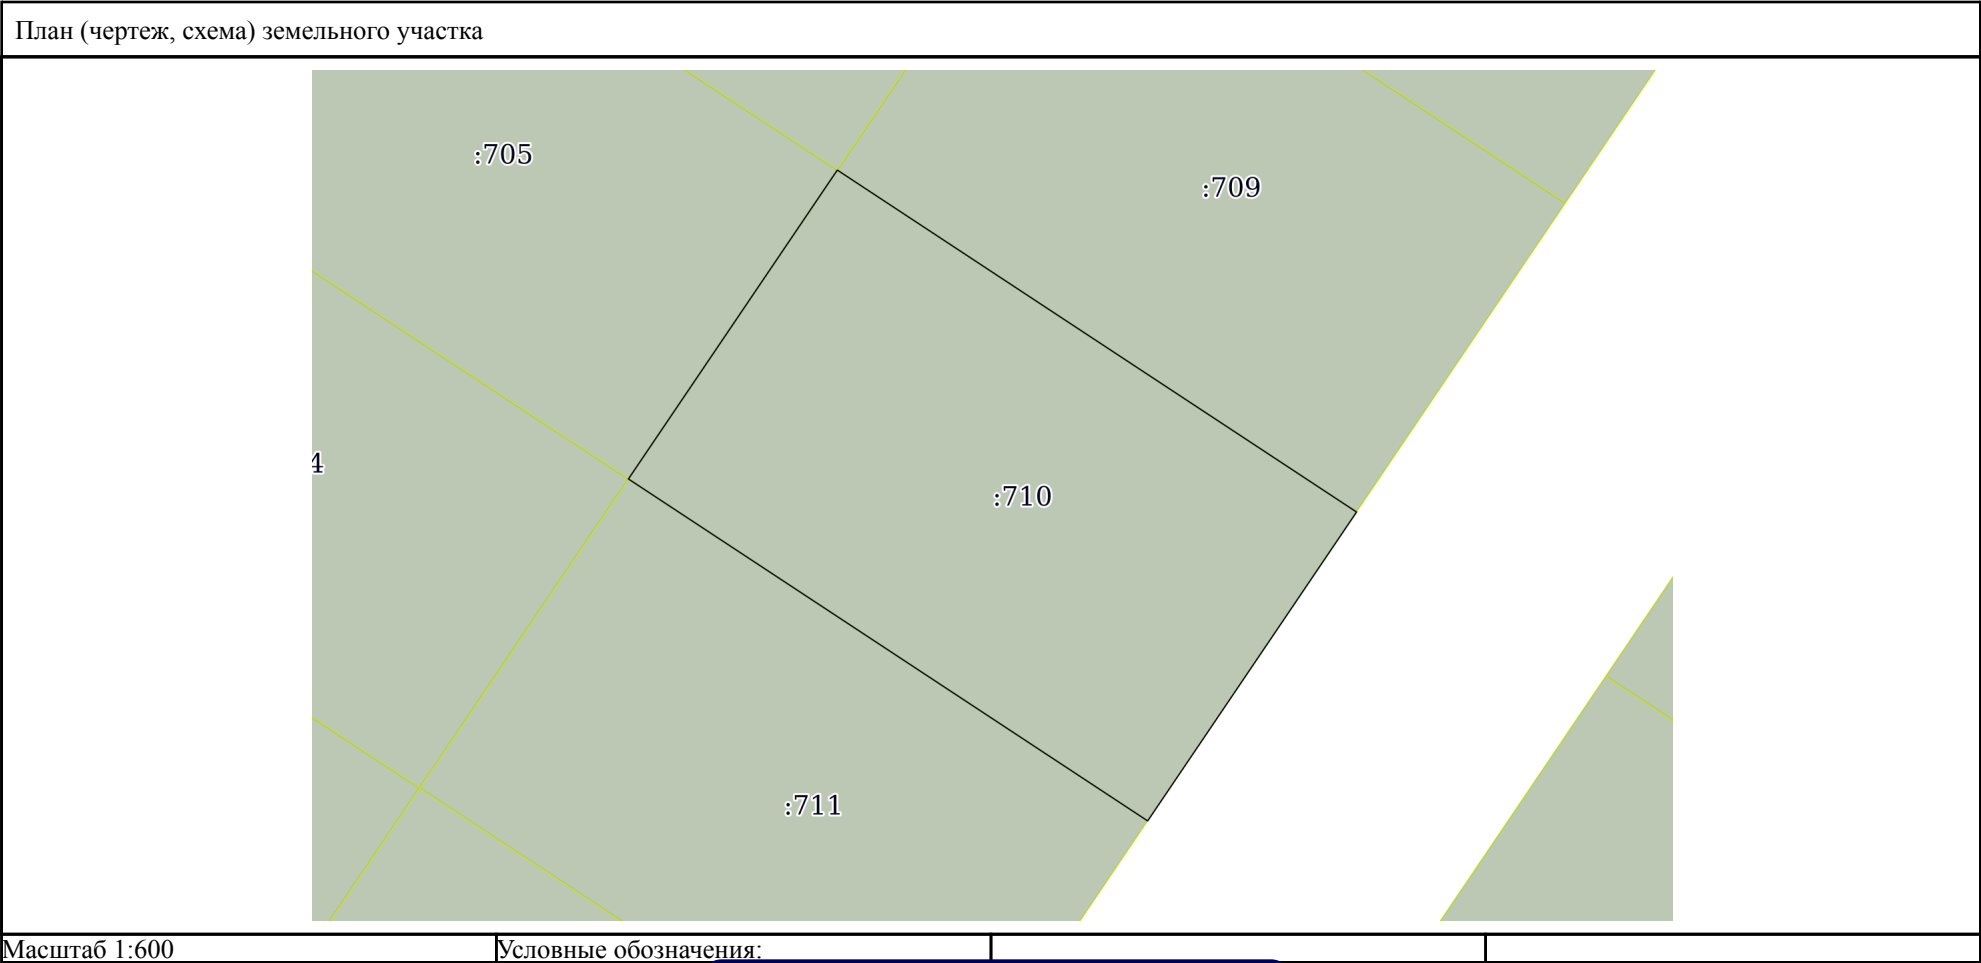 План (чертеж, схема) земельного участка
:705
:709
4
:710
:711
Масштаб 1:600
Условные обозначения: